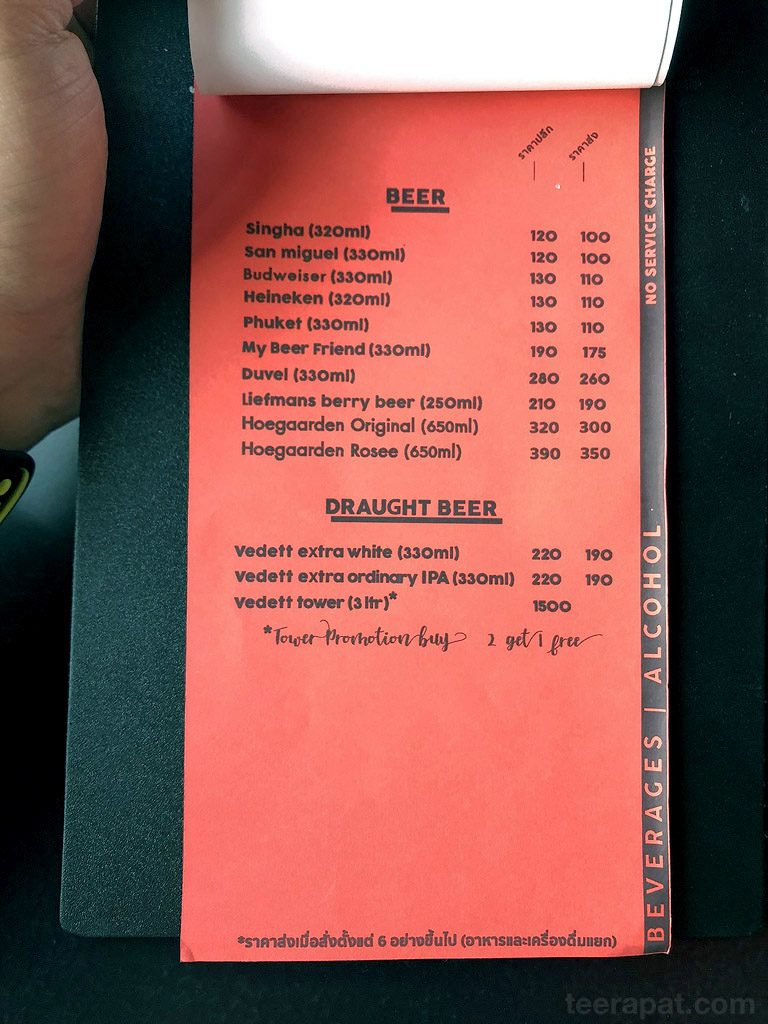 ราคาปลีก ราคาส่ง
BEER
Singha (320ml) 120 100
San miguel (330ml) 120 100
Budweiser (330ml) 130 110
Heineken (320ml) 130 110
Phuket (330ml) 130 110
My Beer Friend (330ml) 190 175
Duvel (330ml) 280 260
Liefmans berry beer (250ml) 210 190
Hoegaarden Original (650ml) 320 300
Hoegaarden Rosee (650ml) 390 350
DRAUGHT BEER
Vedett extra white (330ml) 220 190
Vedett extra ordinary IPA (330ml) 220 190
Vedett tower (3 ltr)* 1500
*Tower Promotion buy 2 get 1 free
*ราคาส่งเมื่อสั่งตั้งแต่ 6 อย่างขึ้นไป (อาหารและเครื่องดื่มแยก)
NO SERVICE CHARGE
BEVERAGES | ALCOHOL
teerapat.com